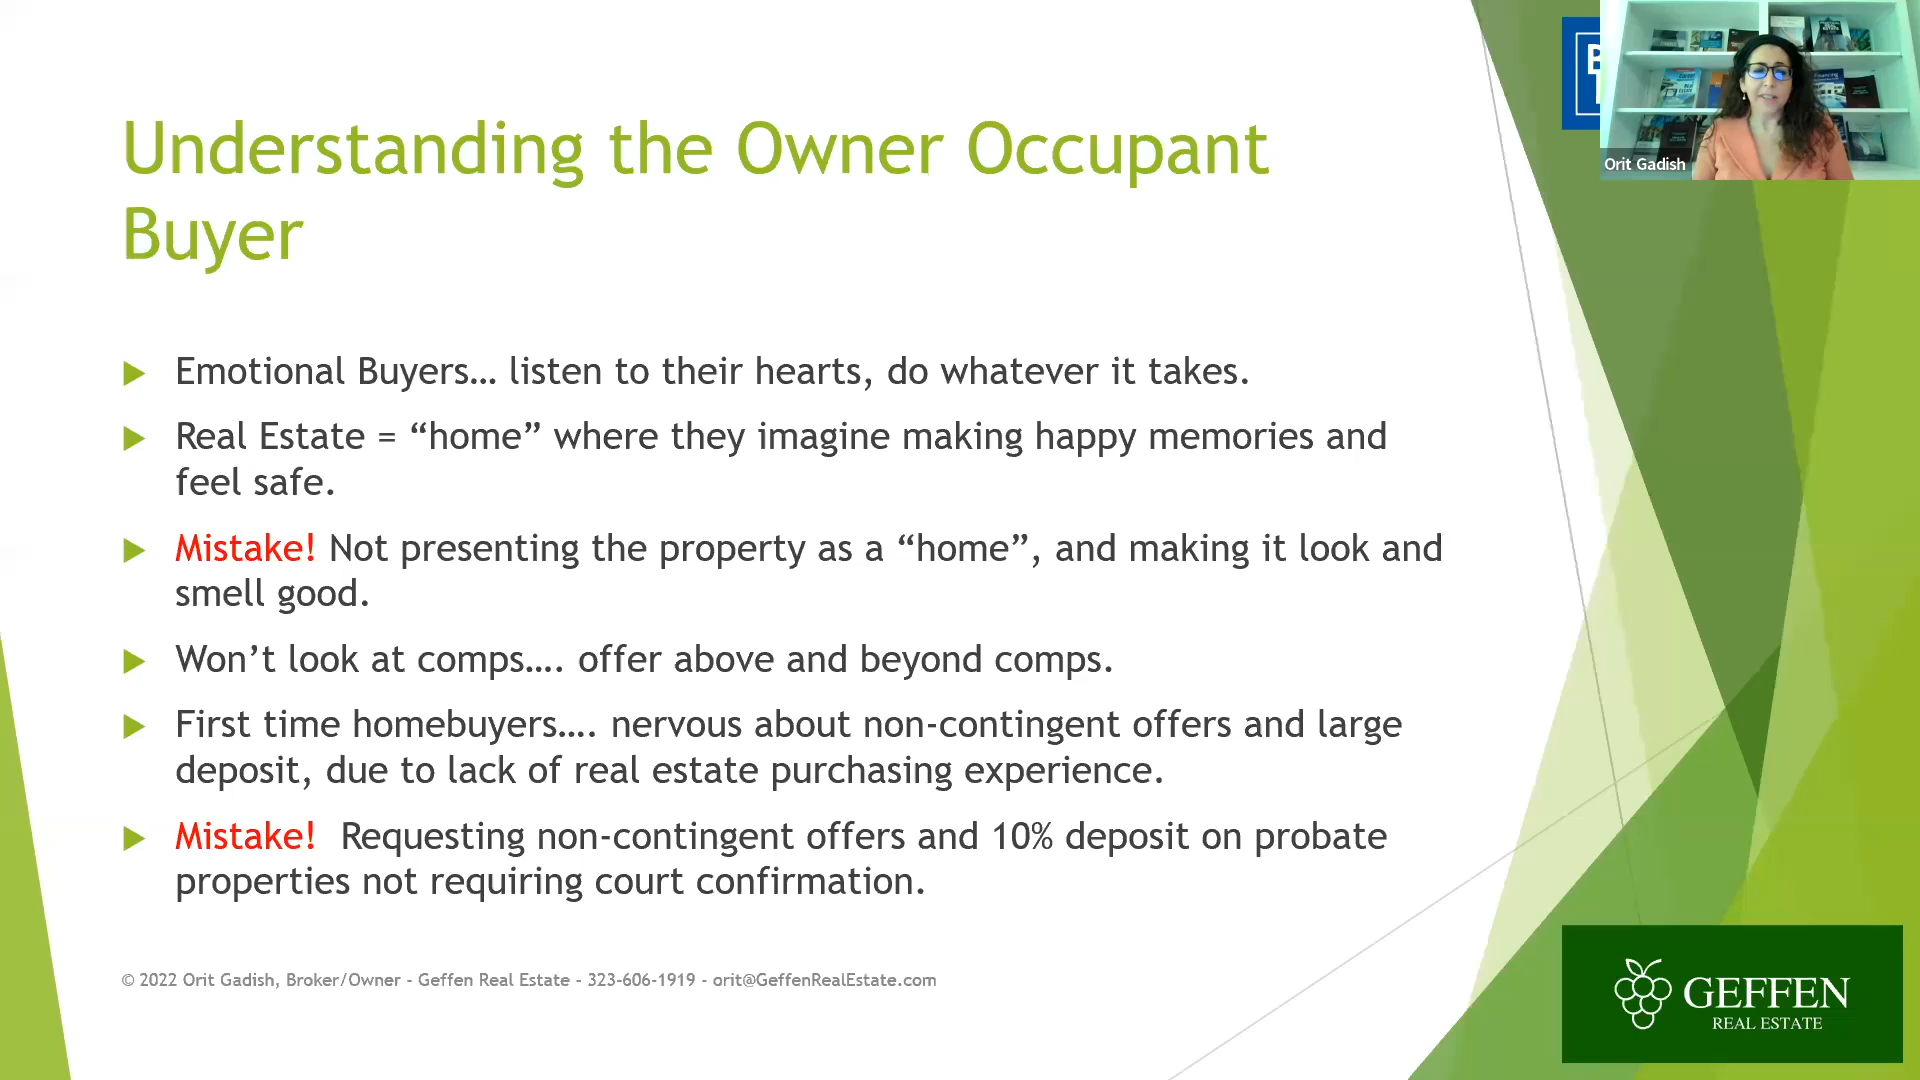 Understanding the Owner Occupant
Buyer
Emotional Buyers… listen to their hearts, do whatever it takes.
Real Estate = “home” where they imagine making happy memories and
feel safe.
Mistake! Not presenting the property as a “home”, and making it look and
smell good.
Won’t look at comps…. offer above and beyond comps.
First time homebuyers…. nervous about non-contingent offers and large
deposit, due to lack of real estate purchasing experience.
Mistake! Requesting non-contingent offers and 10% deposit on probate
properties not requiring court confirmation.
© 2022 Orit Gadish, Broker/Owner - Geffen Real Estate - 323-606-1919 - orit@GeffenRealEstate.com
Orit Gadish
GEFFEN
REAL ESTATE